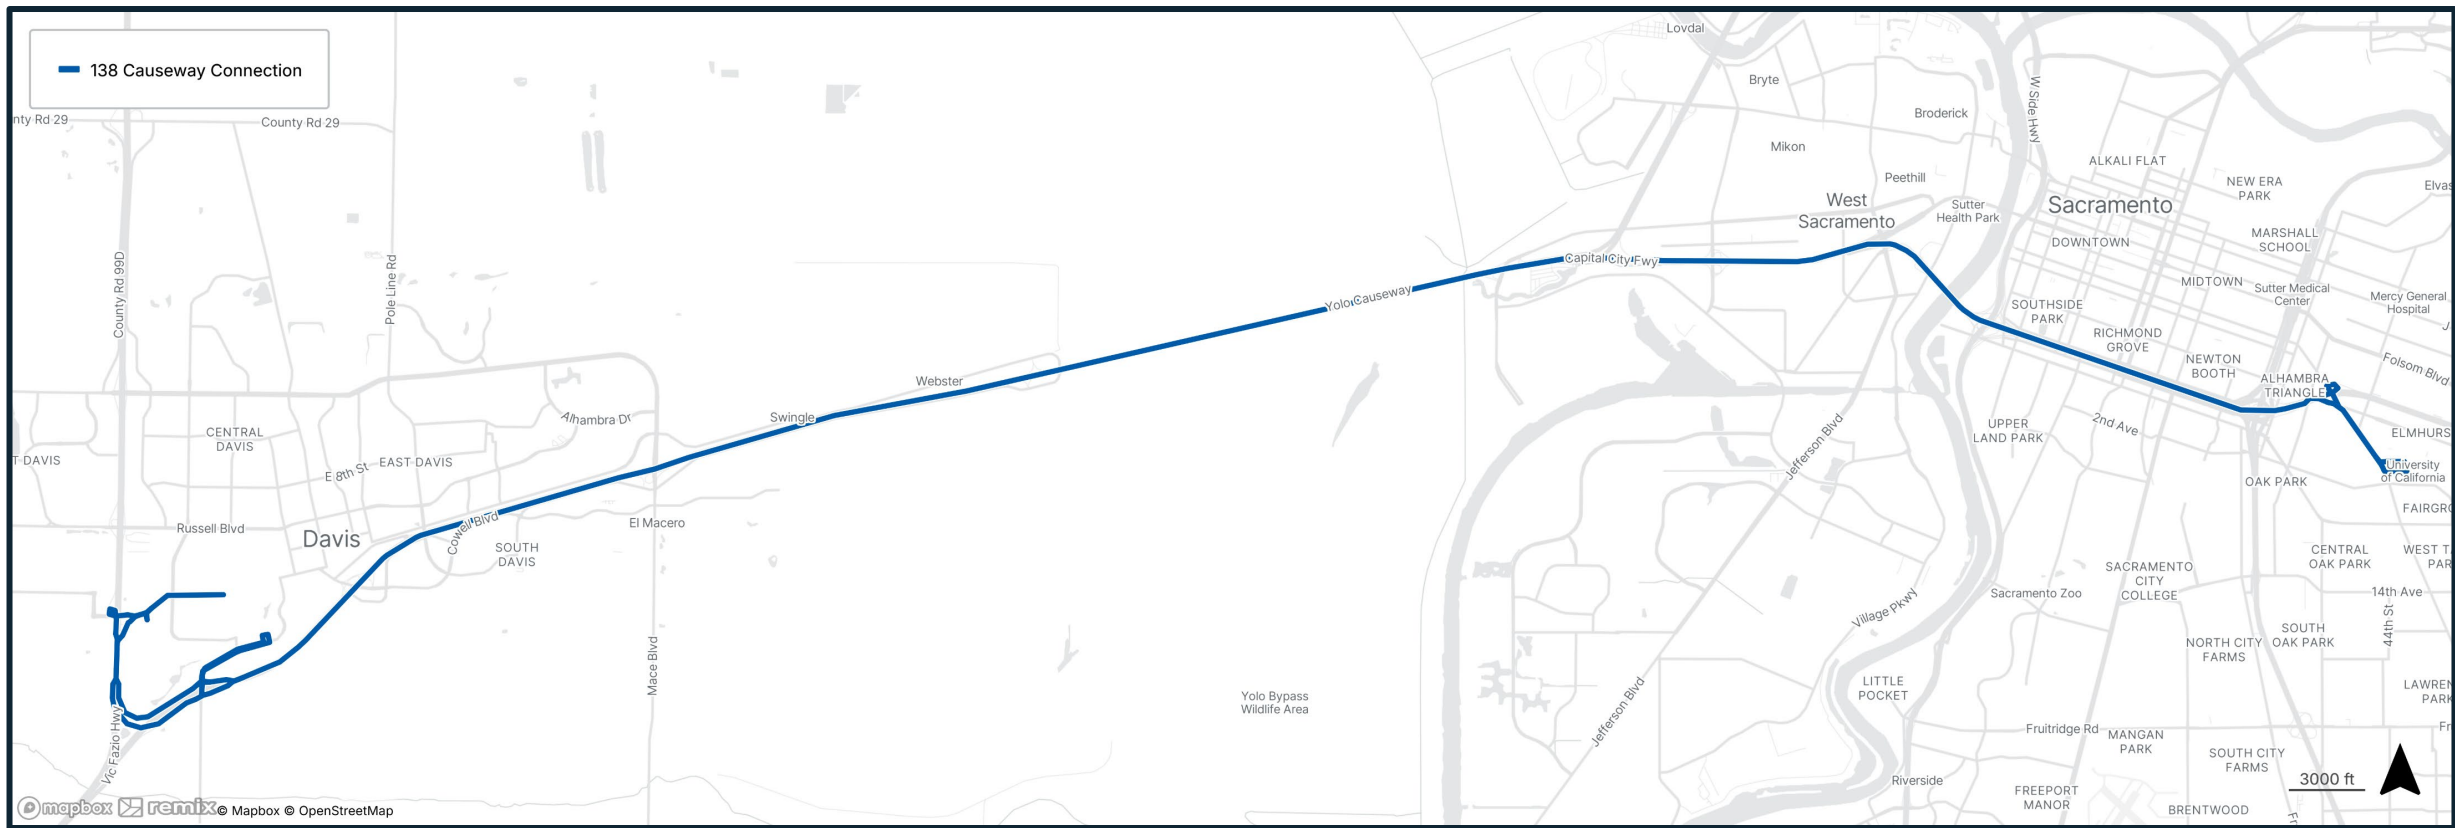 138 Causeway Connection
Lovdal
Bryte
Broderick
W Side Hwy
nty Rd 29
County Rd 29
Mikon
ALKALI FLAT
Peethill
NEW ERA
PARK
Elvas
West
Sacramento
Sutter
Health Park
Sacramento
DOWNTOWN
MARSHALL
SCHOOL
County Rd 99D
Pole Line Rd
Capital City Fwy
Yolo Causeway
MIDTOWN
Sutter Medical
Center
Mercy General
Hospital
SOUTHSIDE
PARK
RICHMOND
GROVE
J
NEWTON
BOOTH
Folsom Blvd
ALHAMBRA
TRIANGLE
Webster
Swingle
Alhambra Dr
CENTRAL
DAVIS
T DAVIS
E 8th St
EAST DAVIS
Jefferson Blvd
UPPER
LAND PARK
2nd Ave
ELMHURS
University
of California
OAK PARK
FAIRGRO
Russell Blvd
Davis
Cowell Blvd
El Macero
SOUTH
DAVIS
CENTRAL
OAK PARK
WEST TA
PAR
SACRAMENTO
CITY
COLLEGE
Sacramento Zoo
14th Ave
44th St
Village Pkwy
NORTH CITY
FARMS
SOUTH
OAK PARK
Mace Blvd
LITTLE
POCKET
LAWREN
PARK
Yolo Bypass
Wildlife Area
Jefferson Blvd
Vic Fazio Hwy
Fruitridge Rd
Fr
MANGAN
PARK
SOUTH CITY
FARMS
Riverside
3000 ft
FREEPORT
MANOR
BRENTWOOD
Fr
mapbox remix © Mapbox © OpenStreetMap